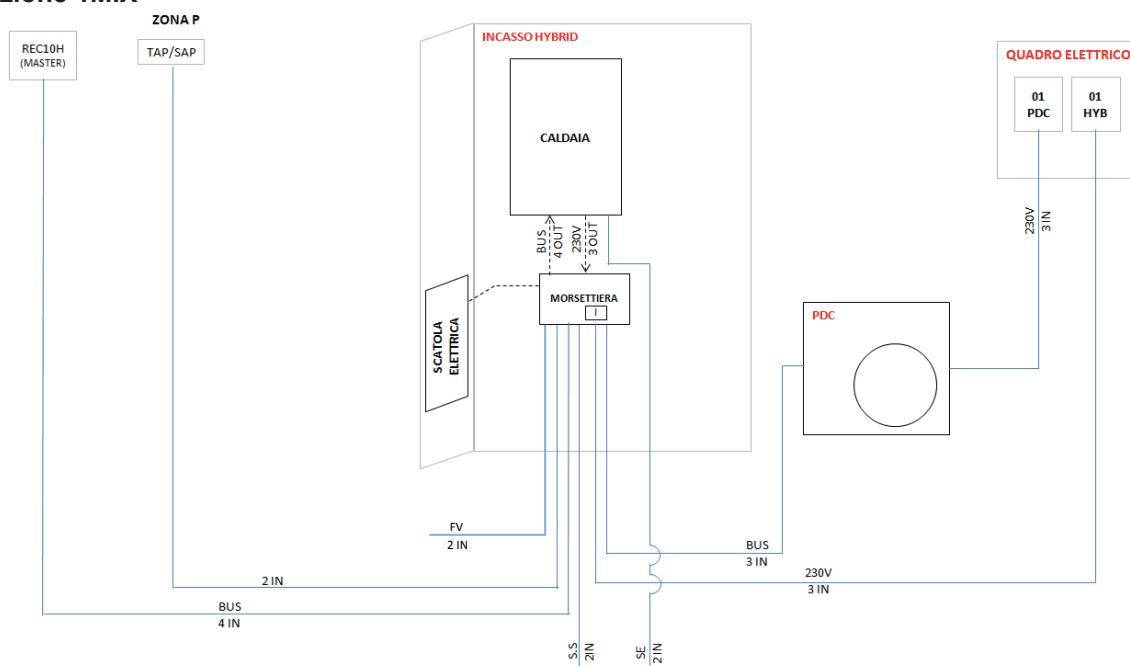 ZONA P
REC10H
(MASTER)
TAP/SAP
INCASSO HYBRID
QUADRO ELETTRICO
01
PDC
01
HYB
CALDAIA
BUS
4 OUT
230V
3 OUT
230V
3 IN
MORSETTIERA
I
SCATOLA
ELETTRICA
PDC
FV
2 IN
BUS
3 IN
2 IN
230V
3 IN
BUS
4 IN
S.S
2IN
SE
2 IN